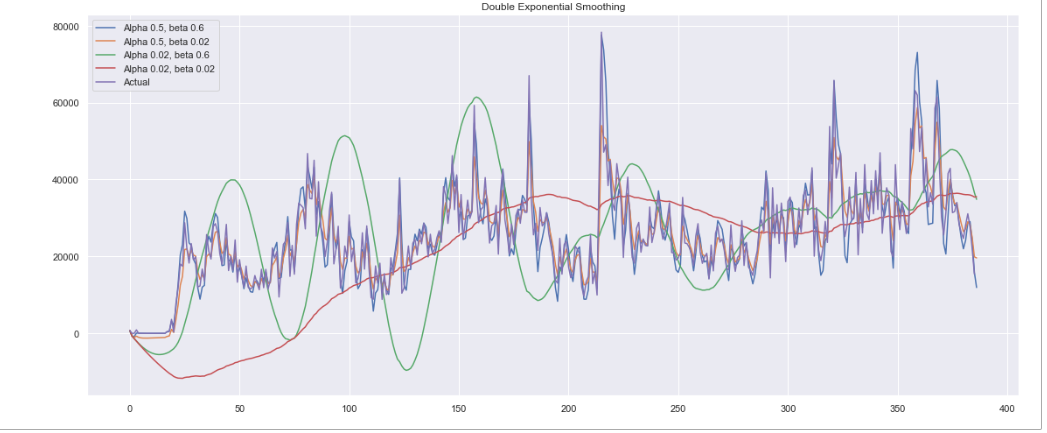 Double Exponential Smoothing
Alpha 0.5, beta 0.6
Alpha 0.5, beta 0.02
Alpha 0.02, beta 0.6
Alpha 0.02, beta 0.02
Actual
80000
60000
40000
20000
0
0 50 100 150 200 250 300 350 400